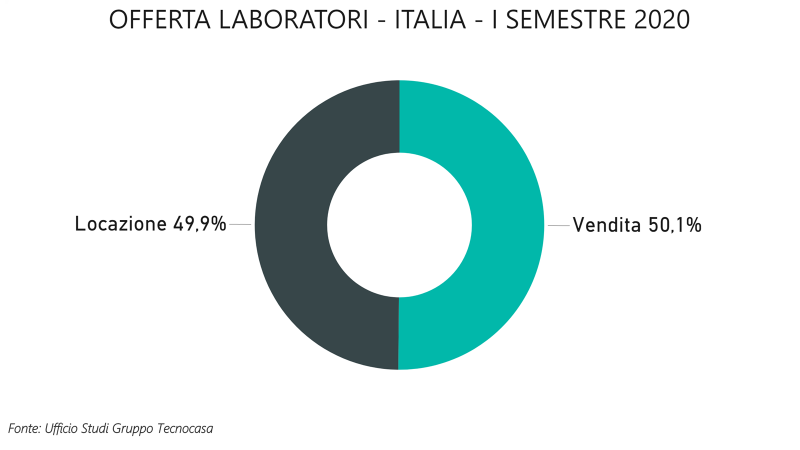 OFFERTA LABORATORI - ITALIA - I SEMESTRE 2020
Locazione 49,9%
Vendita 50,1%
Fonte: Ufficio Studi Gruppo Tecnocasa